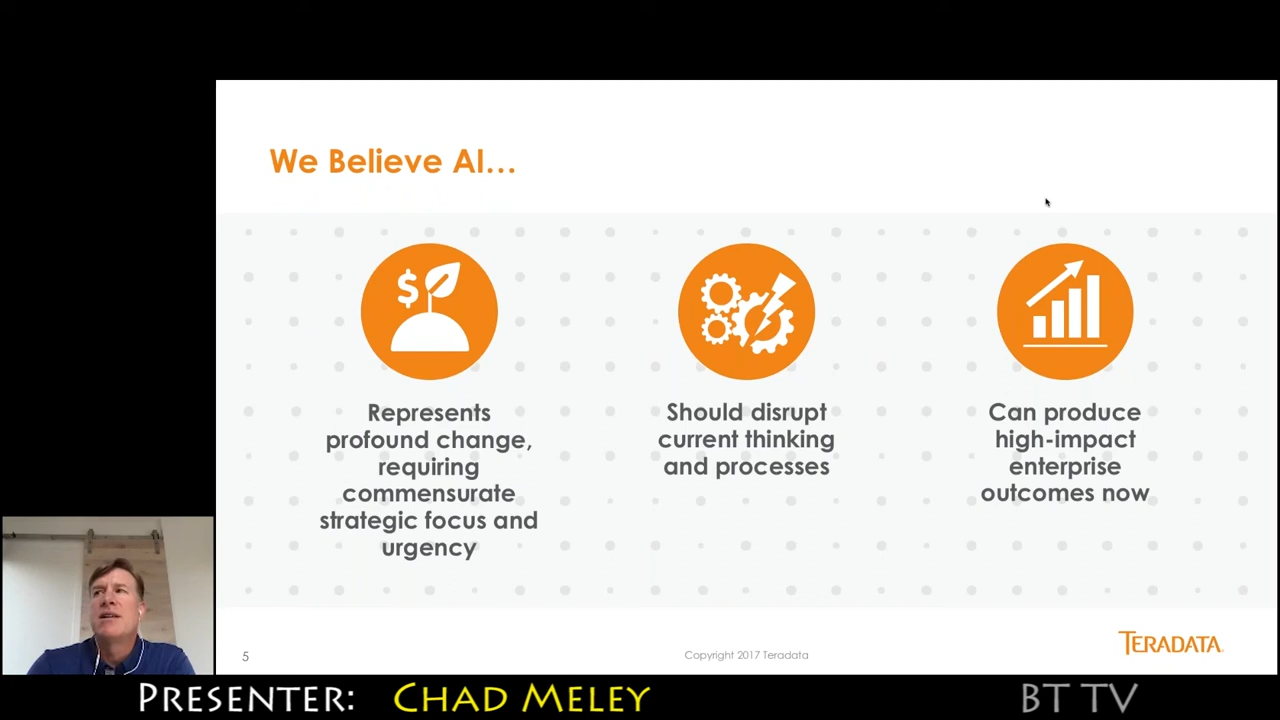 We Believe AI...
Represents
profound change,
requiring
commensurate
strategic focus and
urgency
Should disrupt
current thinking
and processes
Can produce
high-impact
enterprise
outcomes now
5
Copyright 2017 Teradata
TERADATA
PRESENTER: CHAD MELEY
BT TV